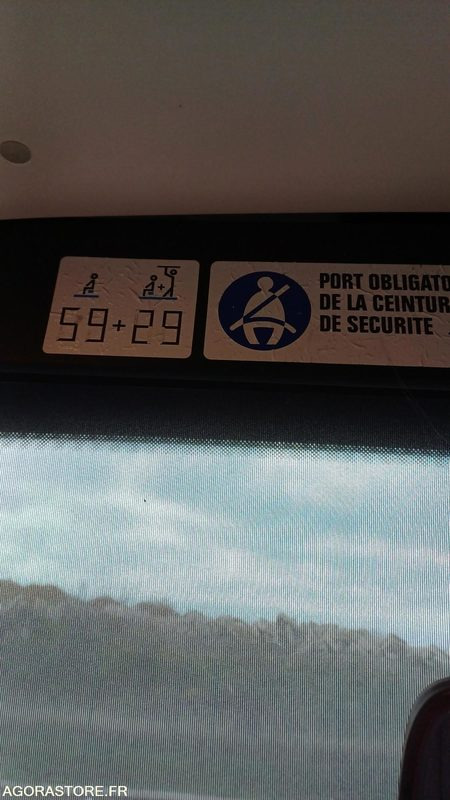 59+29
PORT OBLIGATO
DE LA CEINTUR
DE SECURITE
AGORASTORE.FR